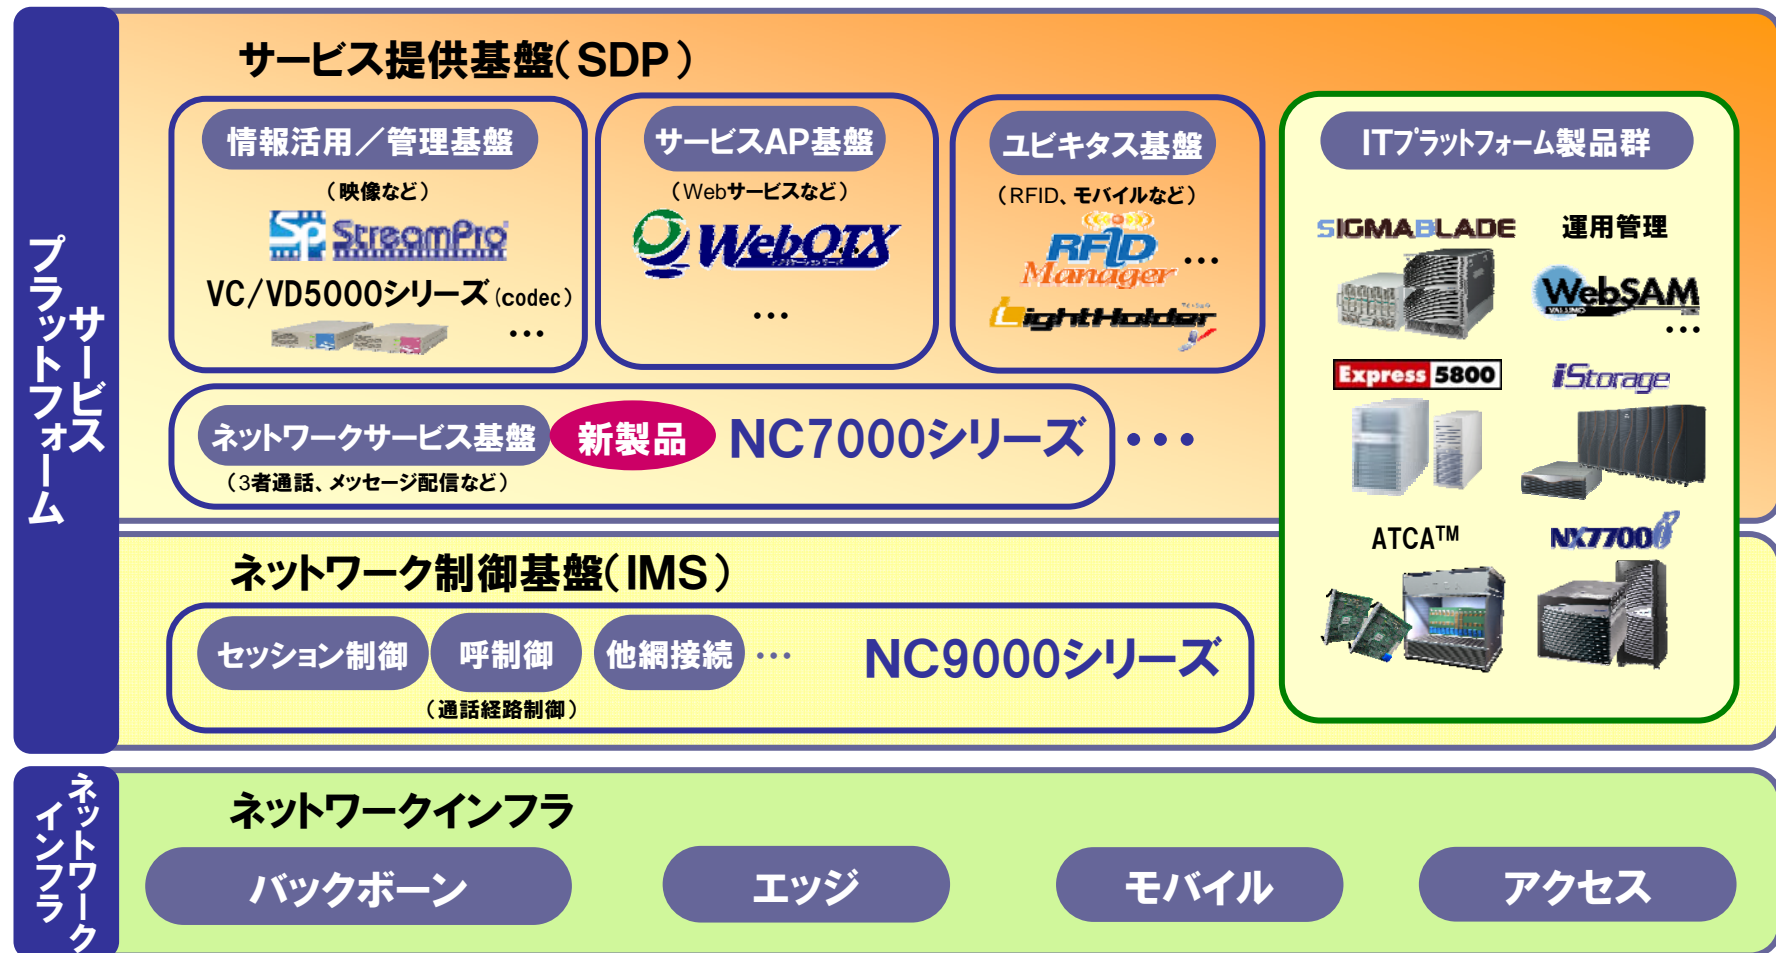 サービス
プラットフォーム
サービス提供基盤(SDP)
情報活用／管理基盤
(映像など)
Sp StreamPro
VC/VD5000シリーズ(codec)
…
サービスAP基盤
(Webサービスなど)
WebOTX
…
ユビキタス基盤
(RFID、モバイルなど)
RFID
Manager …
LightHolder
ネットワークサービス基盤 新製品 NC7000シリーズ …
(3者通話、メッセージ配信など)
ITプラットフォーム製品群
SIGMABLADE 運用管理
WebSAM
VALUMO
…
Express5800 iStorage
ATCA™ NX7700i
ネットワーク制御基盤(IMS)
セッション制御 呼制御 他網接続 … NC9000シリーズ
(通話経路制御)
ネットワーク
インフラ
ネットワークインフラ
バックボーン エッジ モバイル アクセス